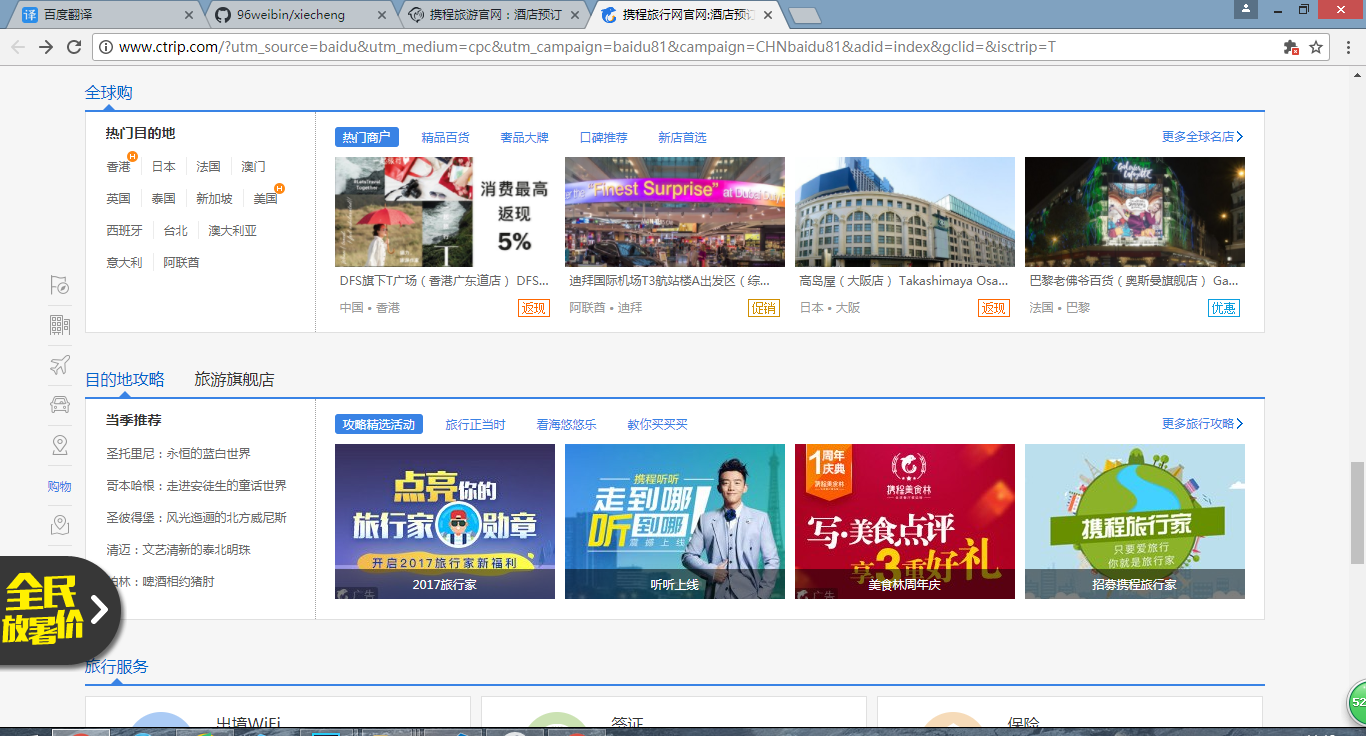 百度翻译
96weibin/xiecheng
携程旅游官网：酒店预订
携程旅行网官网:酒店预订
www.ctrip.com/?utm_source=baidu&utm_medium=cpc&utm_campaign=baidu81&campaign=CHNbaidu81&adid=index&gclid=&isctrip=T
全球购
热门目的地
香港 H 日本 法国 澳门
英国 泰国 新加坡 美国 H
西班牙 台北 澳大利亚
意大利 阿联酋
热门商户 精品百货 奢品大牌 口碑推荐 新店首选 更多全球名店
消费最高
返现
5%
"Finest Surprise"
DFS旗下T广场（香港广东道店） DFS...
中国 • 香港 返现
迪拜国际机场T3航站楼A出发区（综...
阿联酋 • 迪拜 促销
高岛屋（大阪店） Takashimaya Osa...
日本 • 大阪 返现
巴黎老佛爷百货（奥斯曼旗舰店） Ga...
法国 • 巴黎 优惠
目的地攻略 旅游旗舰店
当季推荐
圣托里尼：永恒的蓝白世界
哥本哈根：走进安徒生的童话世界
圣彼得堡：风光迤逦的北方威尼斯
清迈：文艺清新的泰北明珠
柏林：啤酒相约猪肘
购物
全民
放暑价
攻略精选活动 旅行正当时 看海悠悠乐 教你买买买 更多旅行攻略
点亮你的
旅行家勋章
开启2017旅行家新福利
2017旅行家
广告
携程听听
走到哪
听到哪!
震撼上线
听听上线
1周年
庆典
携程美食林
携程美食林
写·美食点评
享3重好礼
美食林周年庆
广告
携程旅行家
只要爱旅行
你就是旅行家
招募携程旅行家
旅行服务
出境WiFi
签证
保险
52